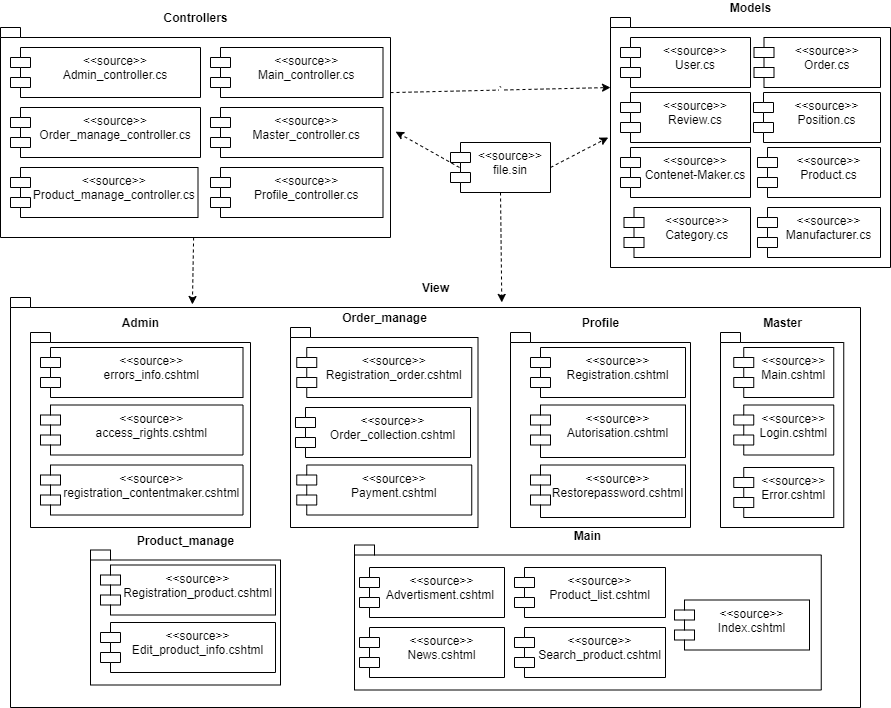 Controllers
<<source>>
Admin_controller.cs
<<source>>
Main_controller.cs
<<source>>
Order_manage_controller.cs
<<source>>
Master_controller.cs
<<source>>
Product_manage_controller.cs
<<source>>
Profile_controller.cs
<<source>>
file.sin
Models
<<source>>
User.cs
<<source>>
Order.cs
<<source>>
Review.cs
<<source>>
Position.cs
<<source>>
Contenet-Maker.cs
<<source>>
Product.cs
<<source>>
Category.cs
<<source>>
Manufacturer.cs
View
Admin
<<source>>
errors_info.cshtml
<<source>>
access_rights.cshtml
<<source>>
registration_contentmaker.cshtml
Order_manage
<<source>>
Registration_order.cshtml
<<source>>
Order_collection.cshtml
<<source>>
Payment.cshtml
Profile
<<source>>
Registration.cshtml
<<source>>
Autorisation.cshtml
<<source>>
Restorepassword.cshtml
Master
<<source>>
Main.cshtml
<<source>>
Login.cshtml
<<source>>
Error.cshtml
Product_manage
<<source>>
Registration_product.cshtml
<<source>>
Edit_product_info.cshtml
Main
<<source>>
Advertisment.cshtml
<<source>>
Product_list.cshtml
<<source>>
Index.cshtml
<<source>>
News.cshtml
<<source>>
Search_product.cshtml